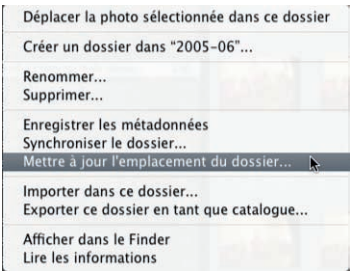 Déplacer la photo sélectionnée dans ce dossier
Créer un dossier dans “2005–06”...
Renommer...
Supprimer...
Enregistrer les métadonnées
Synchroniser le dossier...
Mettre à jour l'emplacement du dossier...
Importer dans ce dossier...
Exporter ce dossier en tant que catalogue...
Afficher dans le Finder
Lire les informations